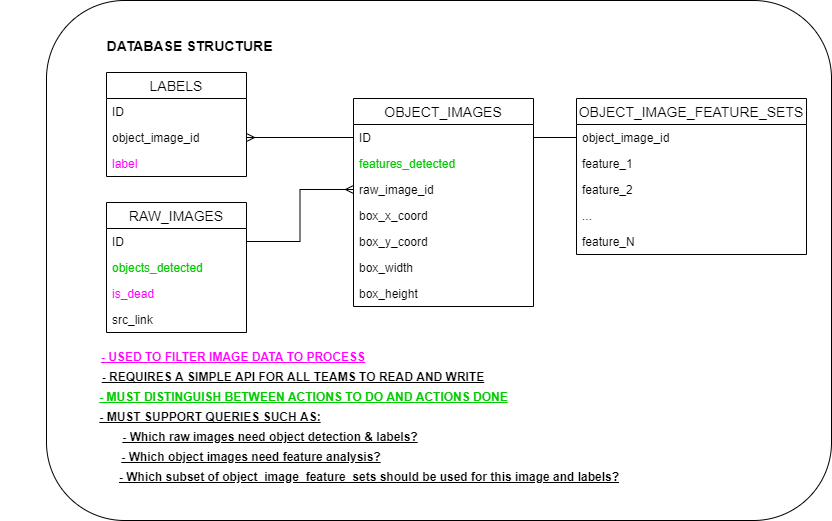 DATABASE STRUCTURE
LABELS
ID
object_image_id
label
RAW_IMAGES
ID
objects_detected
is_dead
src_link
OBJECT_IMAGES
ID
features_detected
raw_image_id
box_x_coord
box_y_coord
box_width
box_height
OBJECT_IMAGE_FEATURE_SETS
object_image_id
feature_1
feature_2
...
feature_N
- USED TO FILTER IMAGE DATA TO PROCESS
- REQUIRES A SIMPLE API FOR ALL TEAMS TO READ AND WRITE
- MUST DISTINGUISH BETWEEN ACTIONS TO DO AND ACTIONS DONE
- MUST SUPPORT QUERIES SUCH AS:
- Which raw images need object detection & labels?
- Which object images need feature analysis?
- Which subset of object_image_feature_sets should be used for this image and labels?